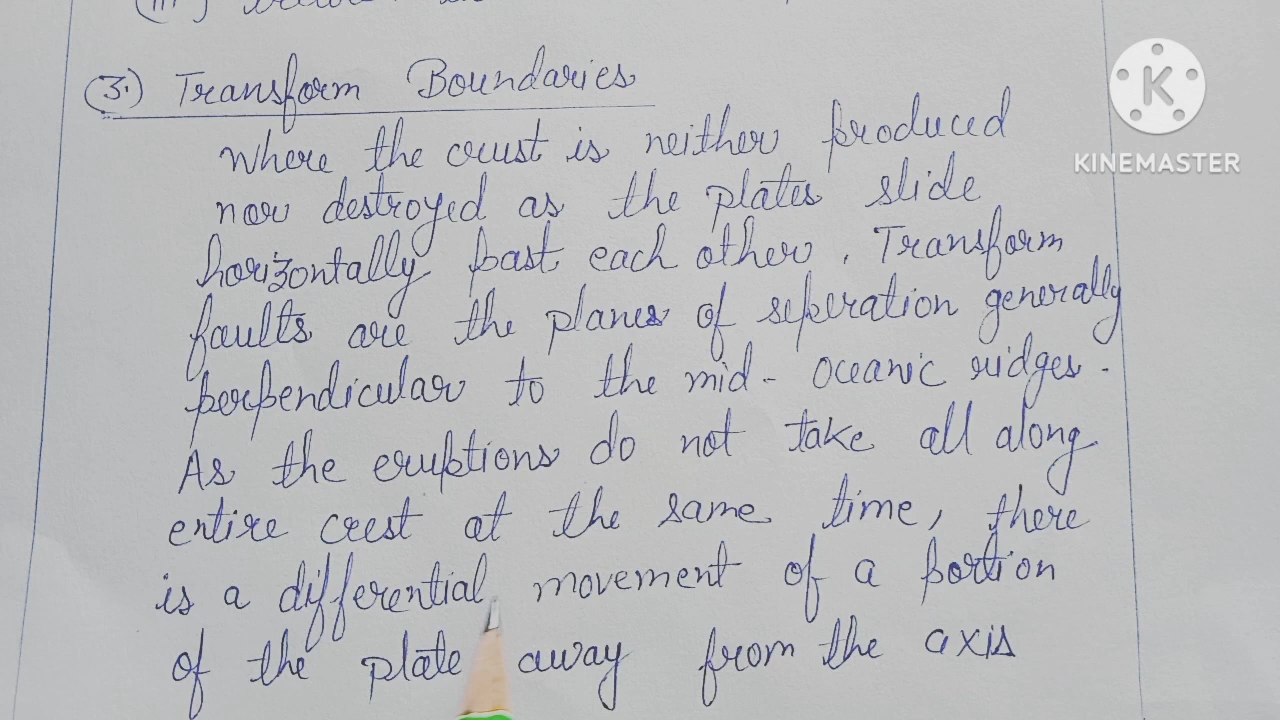 (3.) Transform Boundaries
Where the crust is neither produced
nor destroyed as the plates slide
horizontally past each other. Transform
faults are the planes of seperation generally
perpendicular to the mid - oceanic ridges.
As the eruptions do not take all along
entire crest at the same time, there
is a differential movement of a portion
of the plate away from the axis
K
KINEMASTER